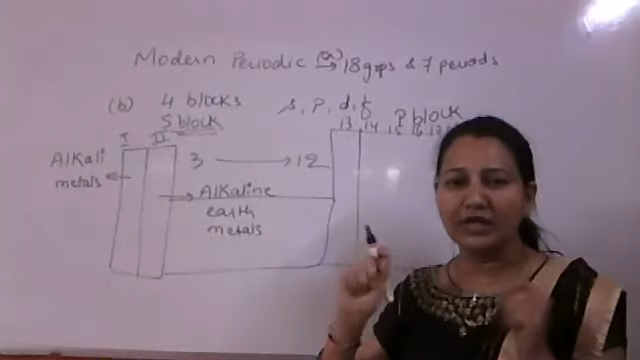 Modern Periodic (a)→ 18 grps & 7 periods
(b) 4 blocks s, p, d, f
S block P block
I II 13 14 15 16 17
Alkali metals
3 → 12
Alkaline earth metals